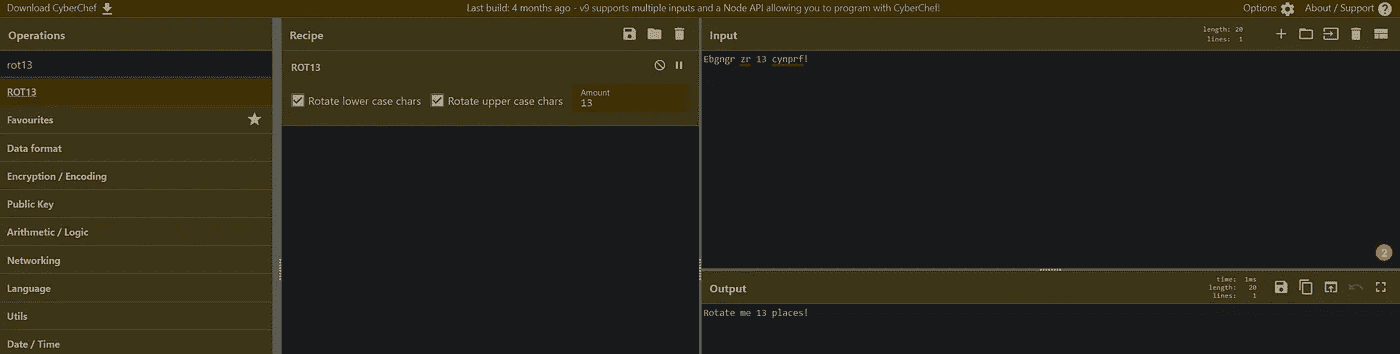 Download CyberChef
Last build: 4 months ago - v9 supports multiple inputs and a Node API allowing you to program with CyberChef!
Options
About / Support
Operations
rot13
ROT13
Favourites
Data format
Encryption / Encoding
Public Key
Arithmetic / Logic
Networking
Language
Utils
Date / Time
Recipe
ROT13
Rotate lower case chars
Rotate upper case chars
Amount
13
Input
length: 20
lines: 1
Ebgngr zr 13 cynprf!
2
Output
time: 1ms
length: 20
lines: 1
Rotate me 13 places!